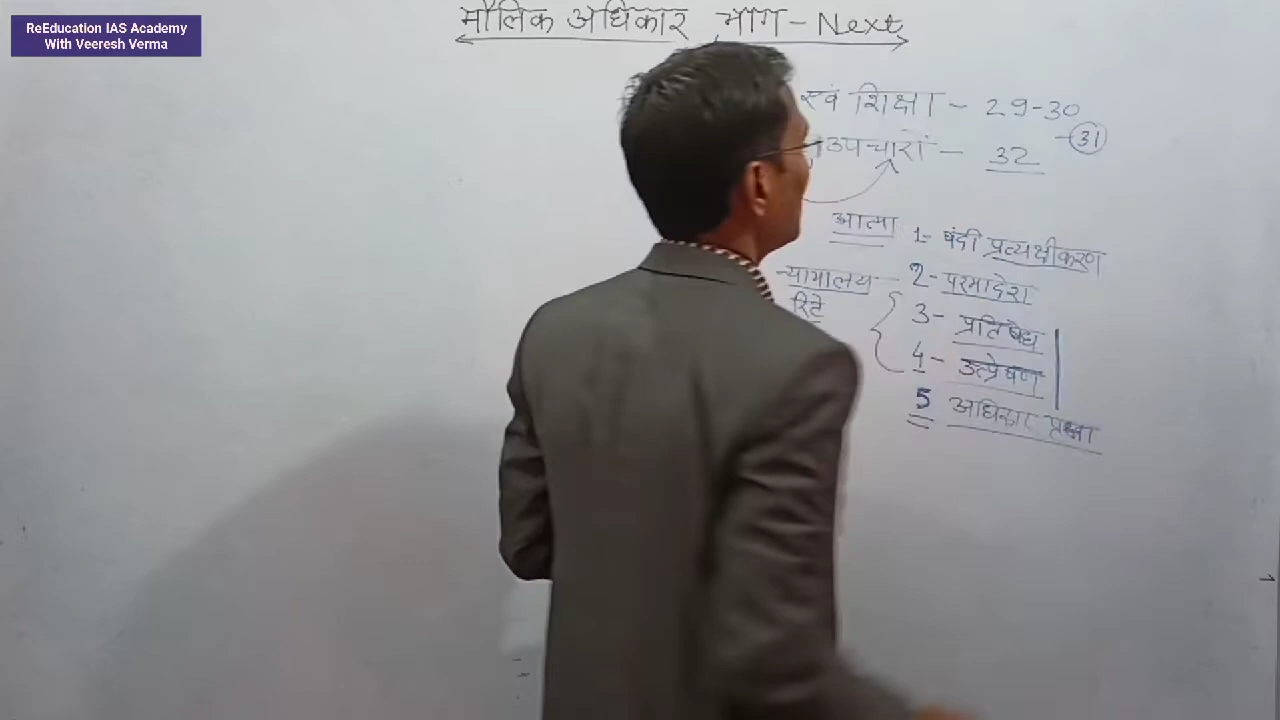 ReEducation IAS Academy
With Veeresh Verma
मौलिक अधिकार भाग - Next
एवं शिक्षा - 29-30
31
उपचारों - 32
आत्मा
1- बंदी प्रत्यक्षीकरण
न्यायालय
2- परमादेश
रिटे
3- प्रतिषेध
4- उत्प्रेषण
5 अधिकार पृच्छा